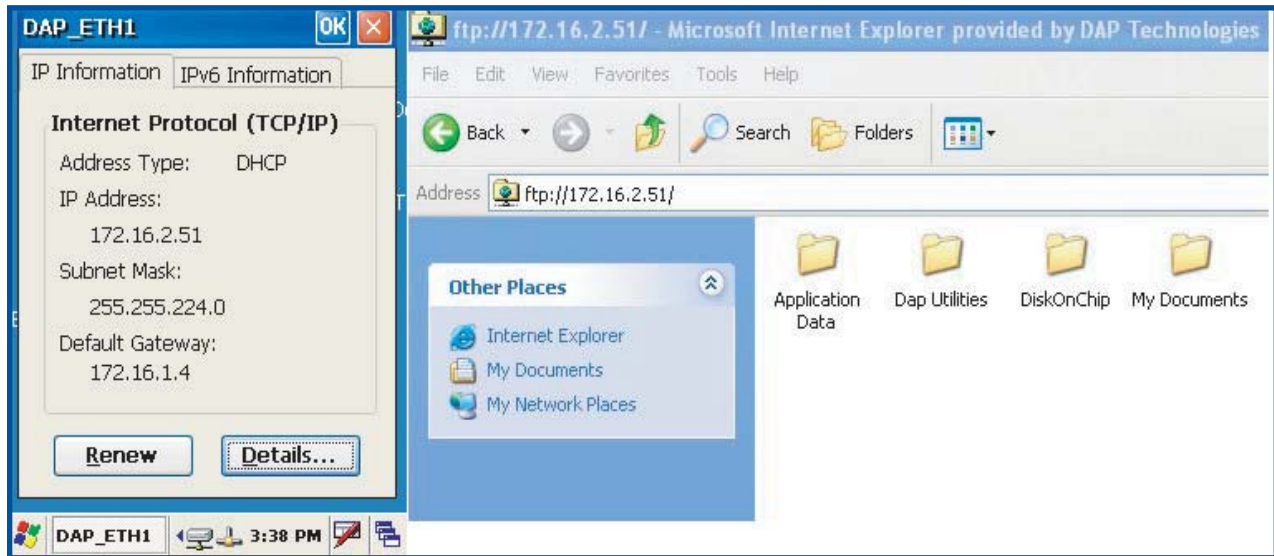 DAP_ETH1 OK
IP Information IPv6 Information
Internet Protocol (TCP/IP)
Address Type: DHCP
IP Address:
172.16.2.51
Subnet Mask:
255.255.224.0
Default Gateway:
172.16.1.4
Renew Details...
DAP_ETH1 3:38 PM
ftp://172.16.2.51/ - Microsoft Internet Explorer provided by DAP Technologies
File Edit View Favorites Tools Help
Back Search Folders
Address ftp://172.16.2.51/
Other Places
Internet Explorer
My Documents
My Network Places
Application Data
Dap Utilities
DiskOnChip
My Documents